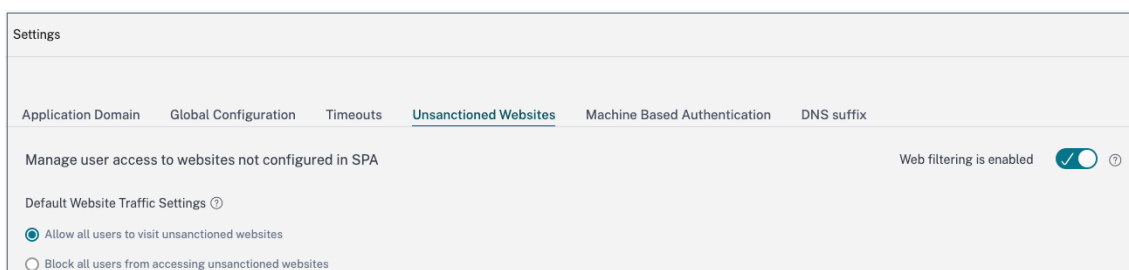 Settings
Application Domain Global Configuration Timeouts Unsanctioned Websites Machine Based Authentication DNS suffix
Manage user access to websites not configured in SPA Web filtering is enabled ?
Default Website Traffic Settings ?
Allow all users to visit unsanctioned websites
Block all users from accessing unsanctioned websites